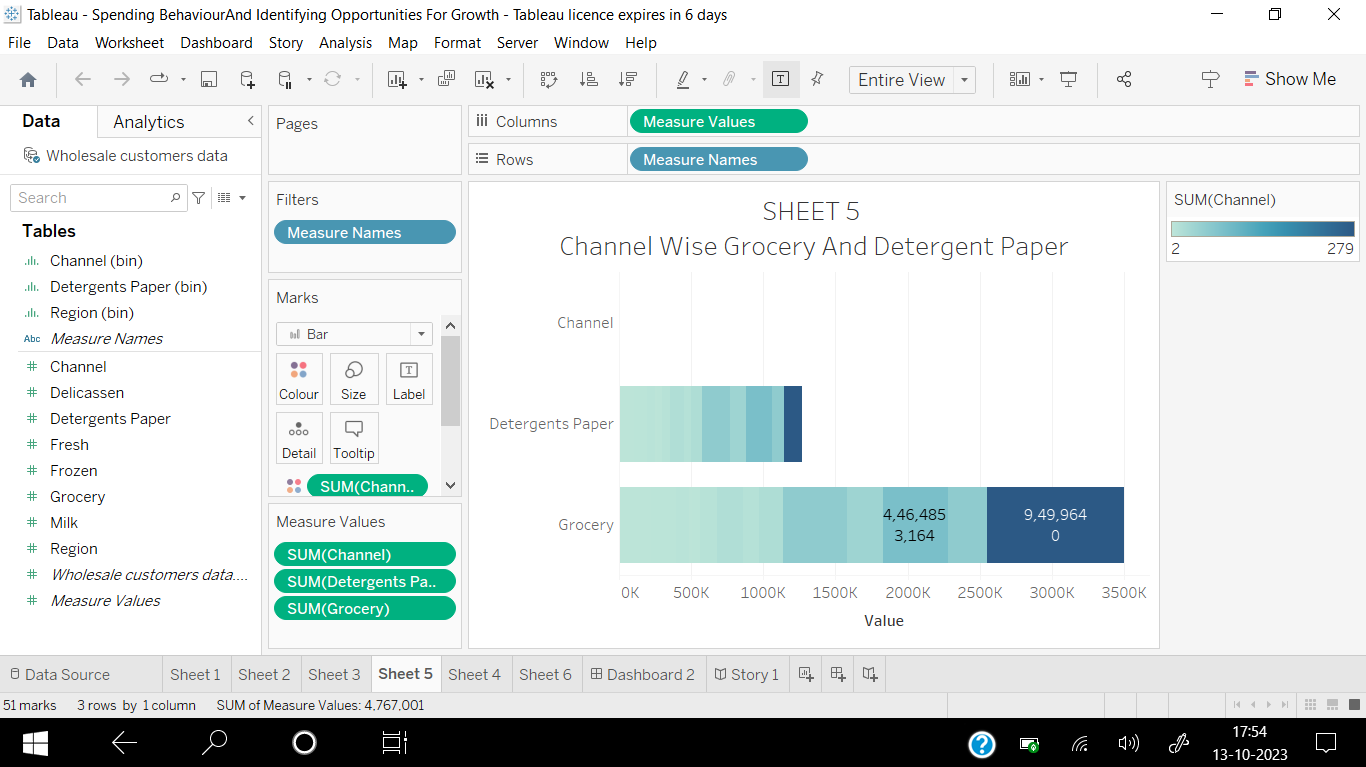 Tableau - Spending BehaviourAnd Identifying Opportunities For Growth - Tableau licence expires in 6 days
File Data Worksheet Dashboard Story Analysis Map Format Server Window Help
Entire View
Show Me
Data
Analytics
Wholesale customers data
Search
Tables
Channel (bin)
Detergents Paper (bin)
Region (bin)
Abc Measure Names
# Channel
# Delicassen
# Detergents Paper
# Fresh
# Frozen
# Grocery
# Milk
# Region
# Wholesale customers data....
# Measure Values
Pages
Filters
Measure Names
Marks
Bar
Colour Size Label
Detail Tooltip
SUM(Chann..
Measure Values
SUM(Channel)
SUM(Detergents Pa..
SUM(Grocery)
iii Columns
Measure Values
Rows
Measure Names
SHEET 5
Channel Wise Grocery And Detergent Paper
Channel
Detergents Paper
Grocery
4,46,485
3,164
9,49,964
0
0K 500K 1000K 1500K 2000K 2500K 3000K 3500K
Value
SUM(Channel)
2 279
Data Source Sheet 1 Sheet 2 Sheet 3 Sheet 5 Sheet 4 Sheet 6 Dashboard 2 Story 1
51 marks 3 rows by 1 column SUM of Measure Values: 4,767,001
17:54
13-10-2023